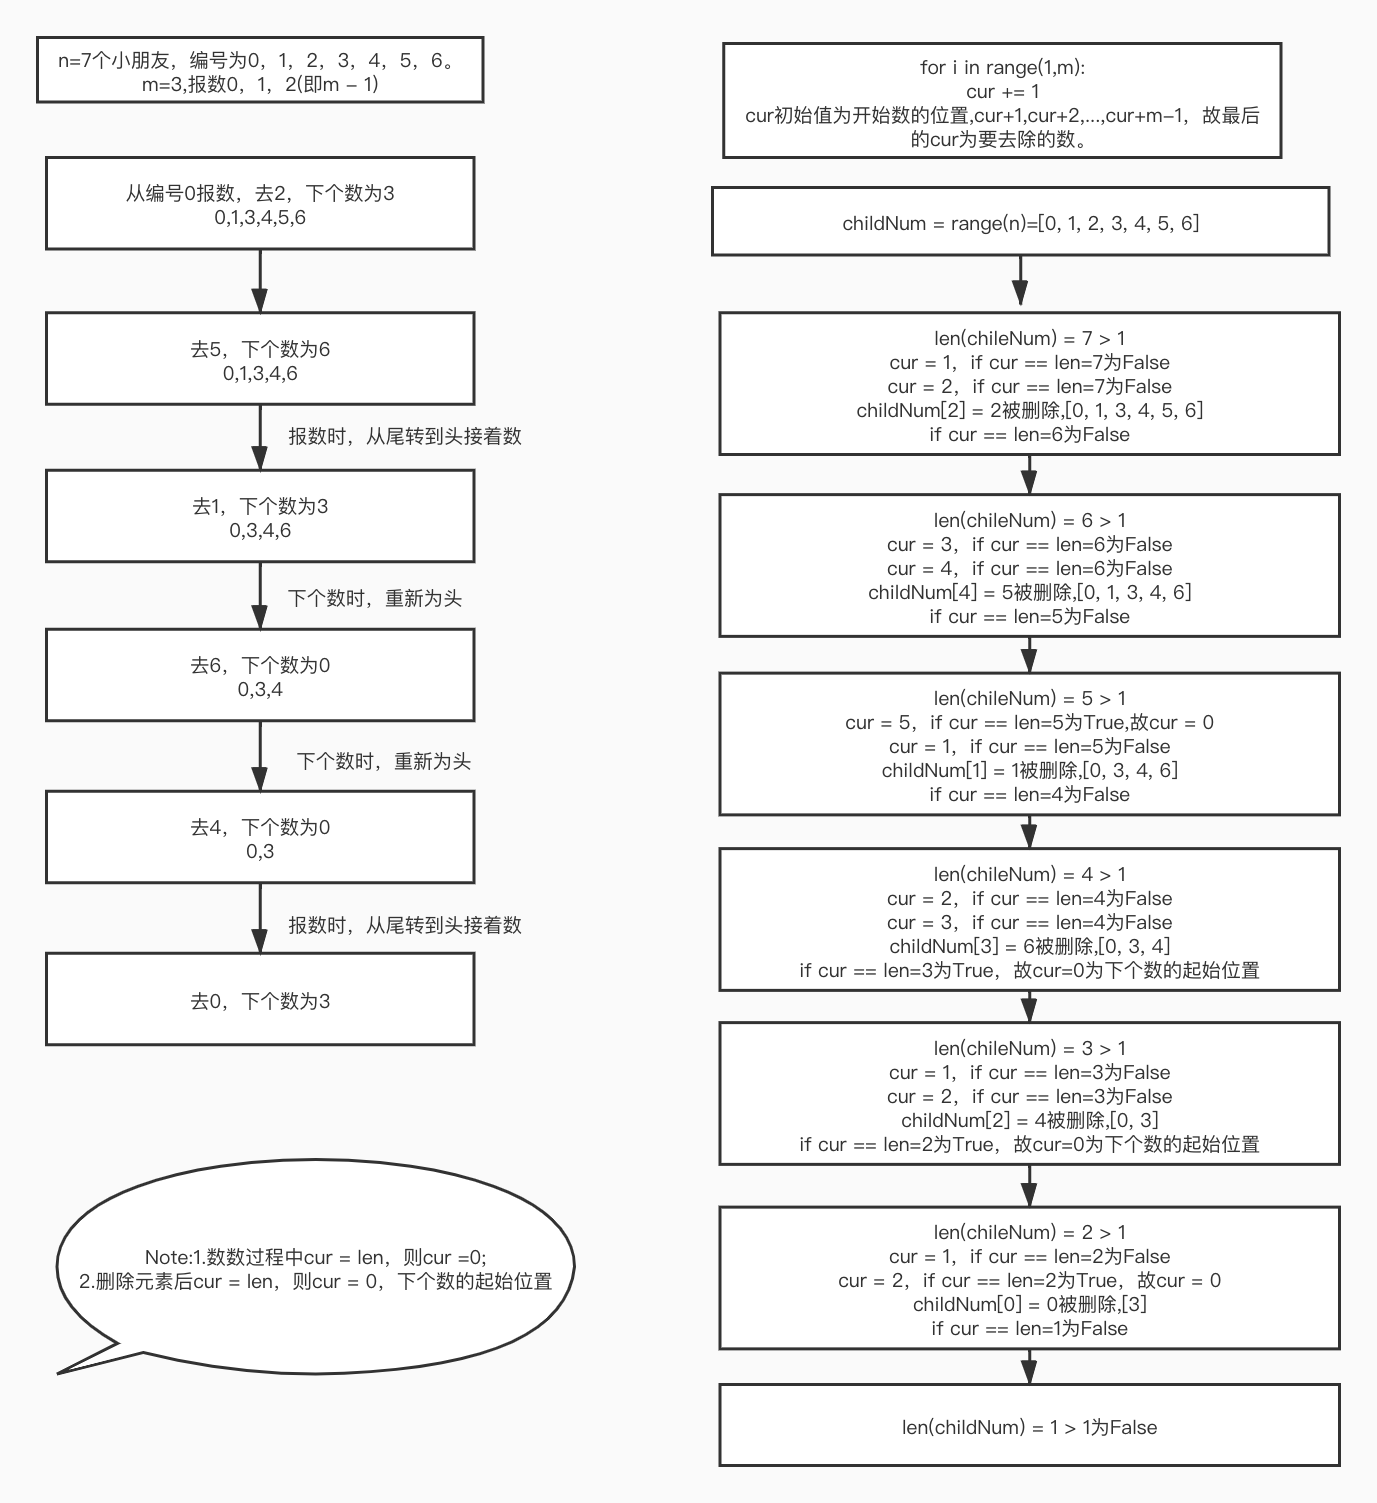 n=7个小朋友，编号为0，1，2，3，4，5，6。
m=3,报数0，1，2(即m - 1)
从编号0报数，去2，下个数为3
0,1,3,4,5,6
去5，下个数为6
0,1,3,4,6
报数时，从尾转到头接着数
去1，下个数为3
0,3,4,6
下个数时，重新为头
去6，下个数为0
0,3,4
下个数时，重新为头
去4，下个数为0
0,3
报数时，从尾转到头接着数
去0，下个数为3
Note:1.数数过程中cur = len，则cur =0;
2.删除元素后cur = len，则cur = 0，下个数的起始位置
for i in range(1,m):
cur += 1
cur初始值为开始数的位置,cur+1,cur+2,...,cur+m-1，故最后
的cur为要去除的数。
childNum = range(n)=[0, 1, 2, 3, 4, 5, 6]
len(chileNum) = 7 > 1
cur = 1，if cur == len=7为False
cur = 2，if cur == len=7为False
childNum[2] = 2被删除,[0, 1, 3, 4, 5, 6]
if cur == len=6为False
len(chileNum) = 6 > 1
cur = 3，if cur == len=6为False
cur = 4，if cur == len=6为False
childNum[4] = 5被删除,[0, 1, 3, 4, 6]
if cur == len=5为False
len(chileNum) = 5 > 1
cur = 5，if cur == len=5为True,故cur = 0
cur = 1，if cur == len=5为False
childNum[1] = 1被删除,[0, 3, 4, 6]
if cur == len=4为False
len(chileNum) = 4 > 1
cur = 2，if cur == len=4为False
cur = 3，if cur == len=4为False
childNum[3] = 6被删除,[0, 3, 4]
if cur == len=3为True，故cur=0为下个数的起始位置
len(chileNum) = 3 > 1
cur = 1，if cur == len=3为False
cur = 2，if cur == len=3为False
childNum[2] = 4被删除,[0, 3]
if cur == len=2为True，故cur=0为下个数的起始位置
len(chileNum) = 2 > 1
cur = 1，if cur == len=2为False
cur = 2，if cur == len=2为True，故cur = 0
childNum[0] = 0被删除,[3]
if cur == len=1为False
len(childNum) = 1 > 1为False